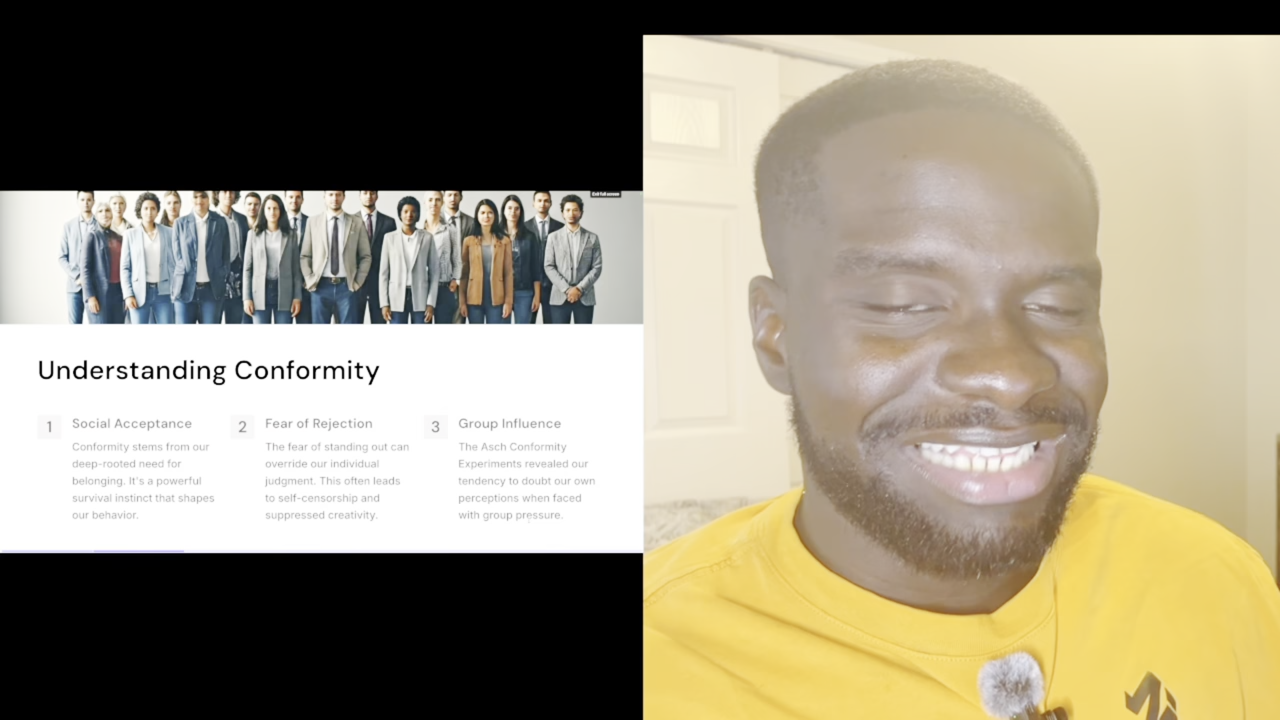 Exit full screen
Understanding Conformity
1
Social Acceptance
Conformity stems from our
deep-rooted need for
belonging. It's a powerful
survival instinct that shapes
our behavior.
2
Fear of Rejection
The fear of standing out can
override our individual
judgment. This often leads
to self-censorship and
suppressed creativity.
3
Group Influence
The Asch Conformity
Experiments revealed our
tendency to doubt our own
perceptions when faced
with group pressure.